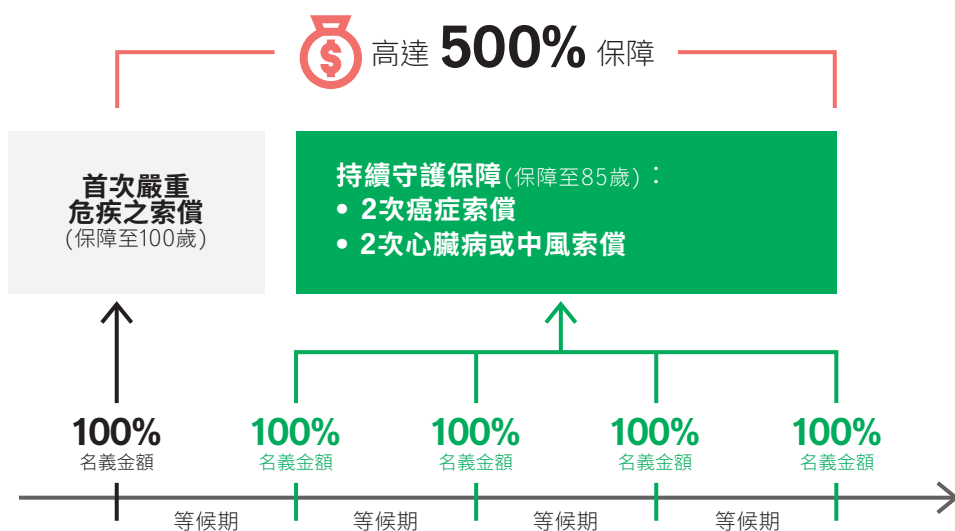 高達 500% 保障
首次嚴重
危疾之索償
(保障至100歲)
持續守護保障(保障至85歲)：
• 2次癌症索償
• 2次心臟病或中風索償
100% 100% 100% 100% 100%
名義金額 名義金額 名義金額 名義金額 名義金額
等候期 等候期 等候期 等候期